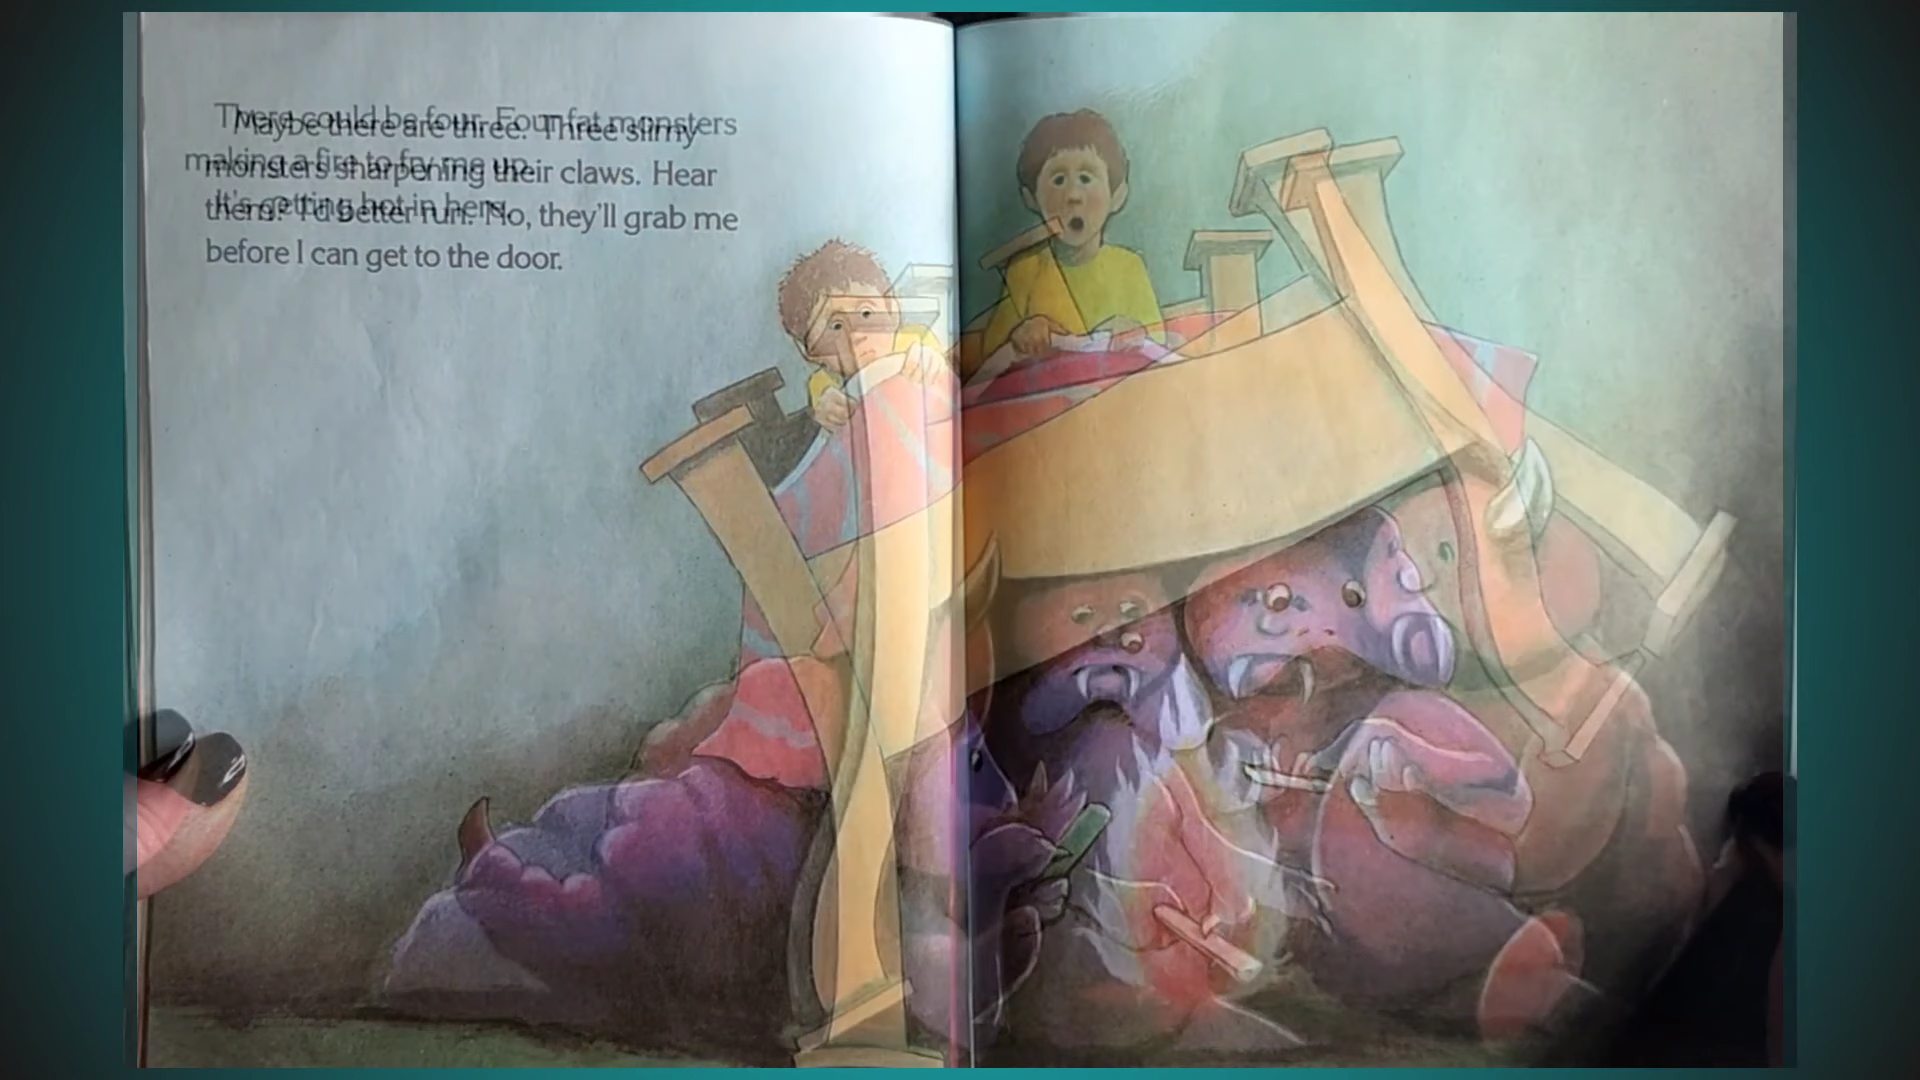 Maybe there are three. Three slimy
monsters sharpening their claws. Hear
them? I'd better run. No, they'll grab me
before I can get to the door.
There could be four. Four fat monsters
making a fire to fry me up.
It's getting hot in here.